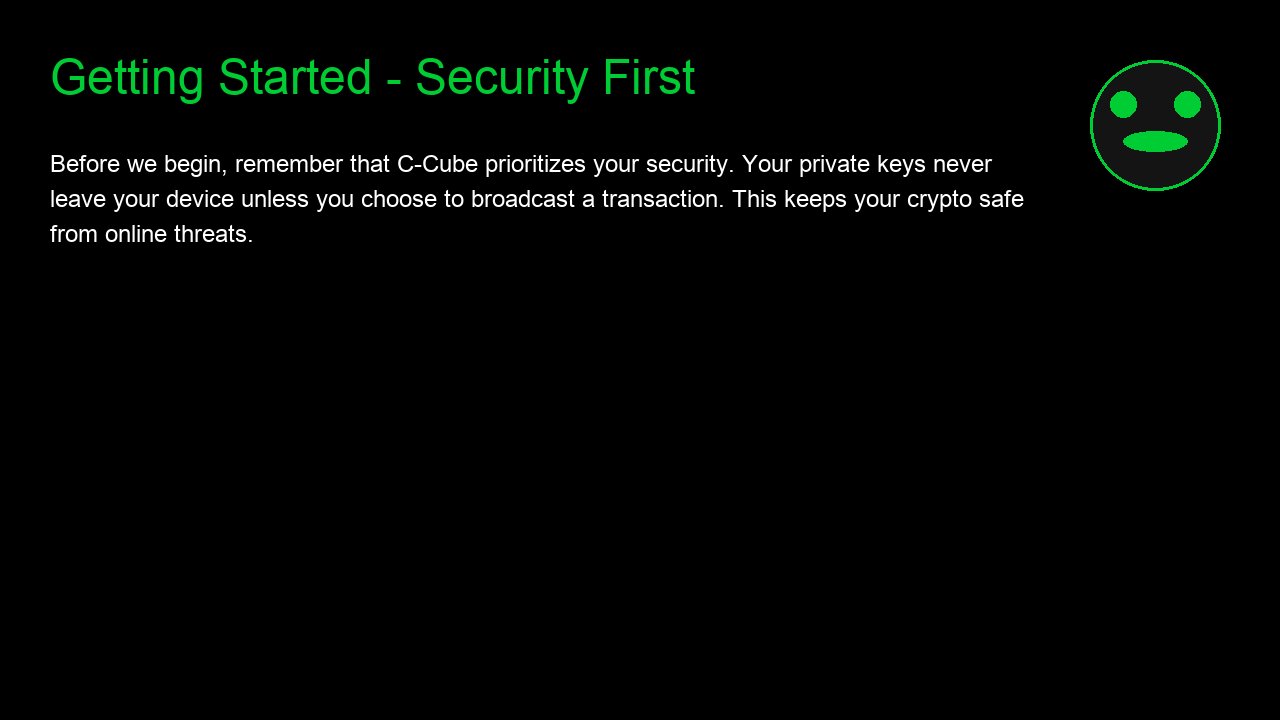 Getting Started - Security First
Before we begin, remember that C-Cube prioritizes your security. Your private keys never
leave your device unless you choose to broadcast a transaction. This keeps your crypto safe
from online threats.